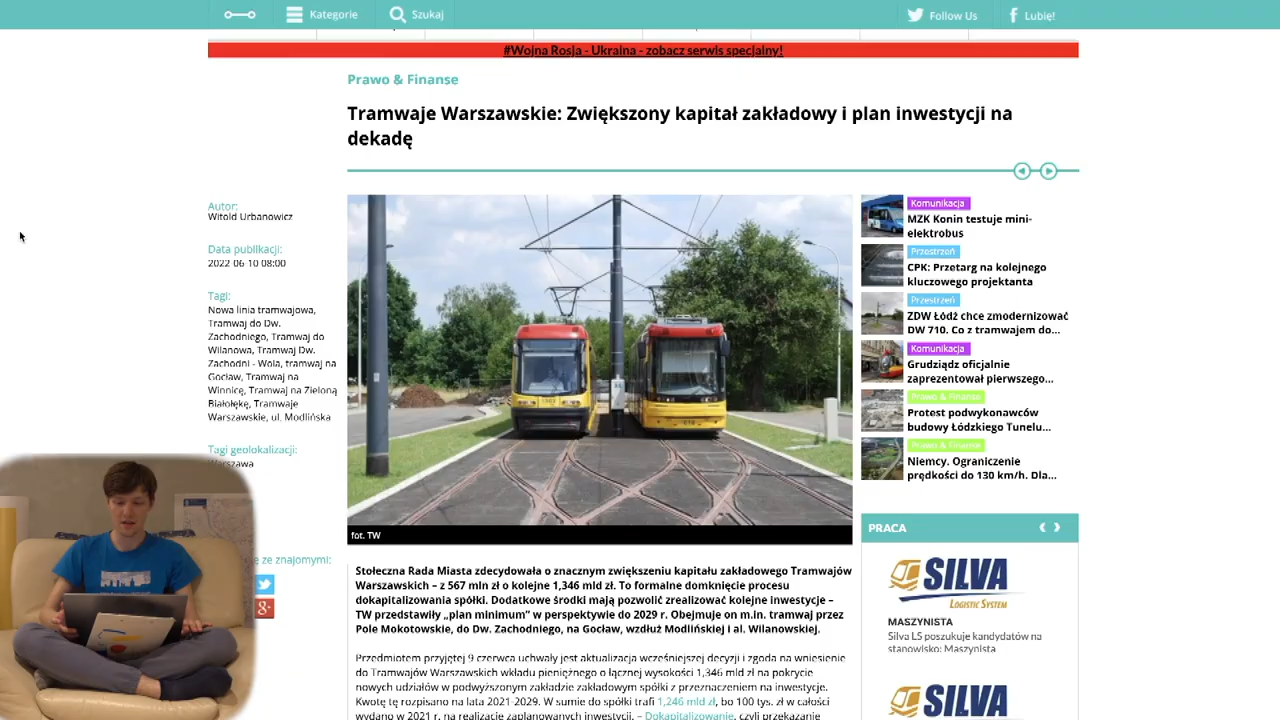 Kategorie
Szukaj
Follow Us
Lubię!
#Wojna Rosja - Ukraina - zobacz serwis specjalny!
Prawo & Finanse
Tramwaje Warszawskie: Zwiększony kapitał zakładowy i plan inwestycji na
dekadę
Autor:
Witold Urbanowicz
Data publikacji:
2022-06-10 08:00
Tagi:
Nowa linia tramwajowa,
Tramwaj do Dw.
Zachodniego, Tramwaj do
Wilanowa, Tramwaj Dw.
Zachodni - Wola, tramwaj na
Gocław, Tramwaj na
Winnicę, Tramwaj na Zieloną
Białołękę, Tramwaje
Warszawskie, ul. Modlińska
Tagi geolokalizacji:
Warszawa
ze znajomymi:
fot. TW
Stołeczna Rada Miasta zdecydowała o znacznym zwiększeniu kapitału zakładowego Tramwajów
Warszawskich – z 567 mln zł o kolejne 1,346 mld zł. To formalne domknięcie procesu
dokapitalizowania spółki. Dodatkowe środki mają pozwolić zrealizować kolejne inwestycje –
TW przedstawiły „plan minimum” w perspektywie do 2029 r. Obejmuje on m.in. tramwaj przez
Pole Mokotowskie, do Dw. Zachodniego, na Gocław, wzdłuż Modlińskiej i al. Wilanowskiej.
Przedmiotem przyjętej 9 czerwca uchwały jest aktualizacja wcześniejszej decyzji i zgoda na wniesienie
do Tramwajów Warszawskich wkładu pieniężnego o łącznej wysokości 1,346 mld zł na pokrycie
nowych udziałów w podwyższonym zakładzie zakładowym spółki z przeznaczeniem na inwestycje.
Kwotę tę rozpisano na lata 2021-2029. W sumie do spółki trafi 1,246 mld zł, bo 100 tys. zł w całości
wydano w 2021 r. na realizację zaplanowanych inwestycji. – Dokapitalizowanie, czyli przekazanie
Komunikacja
MZK Konin testuje mini-
elektrobus
Przestrzeń
CPK: Przetarg na kolejnego
kluczowego projektanta
Przestrzeń
ZDW Łódź chce zmodernizować
DW 710. Co z tramwajem do...
Komunikacja
Grudziądz oficjalnie
zaprezentował pierwszego...
Prawo & Finanse
Protest podwykonawców
budowy Łódzkiego Tunelu...
Prawo & Finanse
Niemcy. Ograniczenie
prędkości do 130 km/h. Dla...
PRACA
SILVA
LOGISTIC SYSTEM
MASZYNISTA
Silva LS poszukuje kandydatów na
stanowisko: Maszynista
SILVA